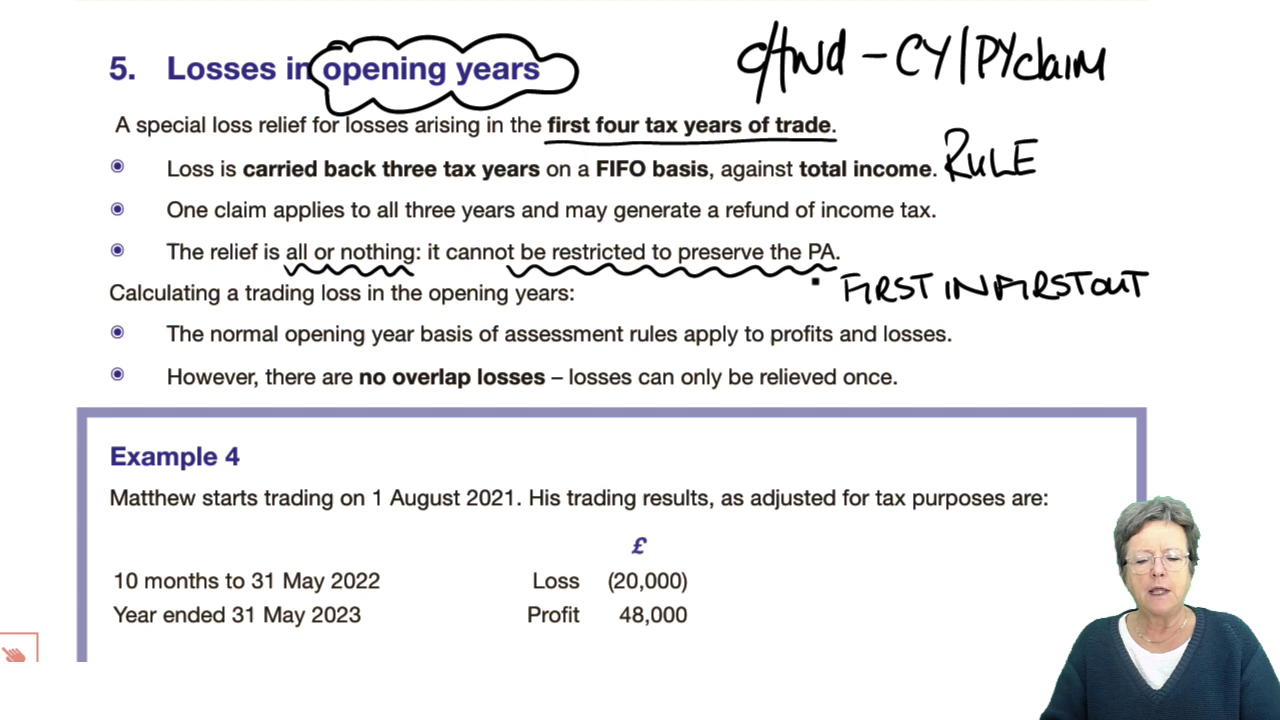 5. Losses in opening years
c/fwd - CY/PYclaim
A special loss relief for losses arising in the first four tax years of trade.
Loss is carried back three tax years on a FIFO basis, against total income. RULE
One claim applies to all three years and may generate a refund of income tax.
The relief is all or nothing: it cannot be restricted to preserve the PA.
FIRST IN FIRST OUT
Calculating a trading loss in the opening years:
The normal opening year basis of assessment rules apply to profits and losses.
However, there are no overlap losses – losses can only be relieved once.
Example 4
Matthew starts trading on 1 August 2021. His trading results, as adjusted for tax purposes are:
£
10 months to 31 May 2022 Loss (20,000)
Year ended 31 May 2023 Profit 48,000